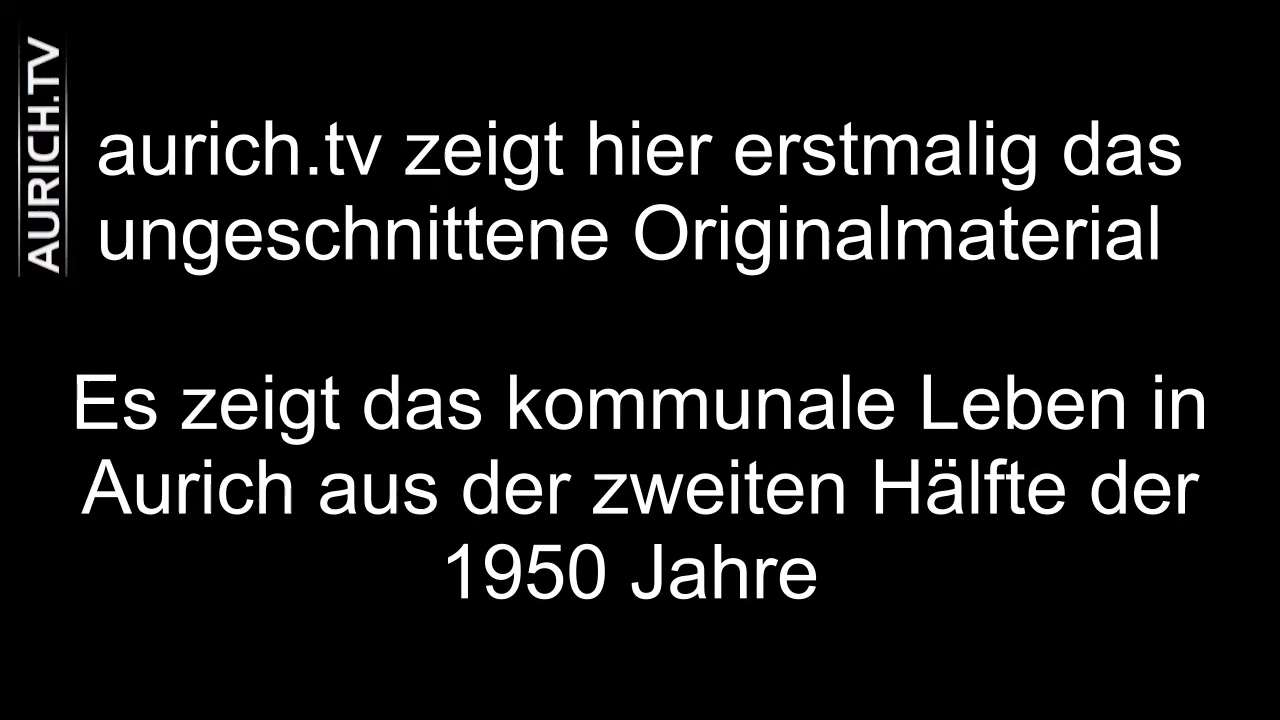 AURICH.TV
aurich.tv zeigt hier erstmalig das
ungeschnittene Originalmaterial
Es zeigt das kommunale Leben in
Aurich aus der zweiten Hälfte der
1950 Jahre